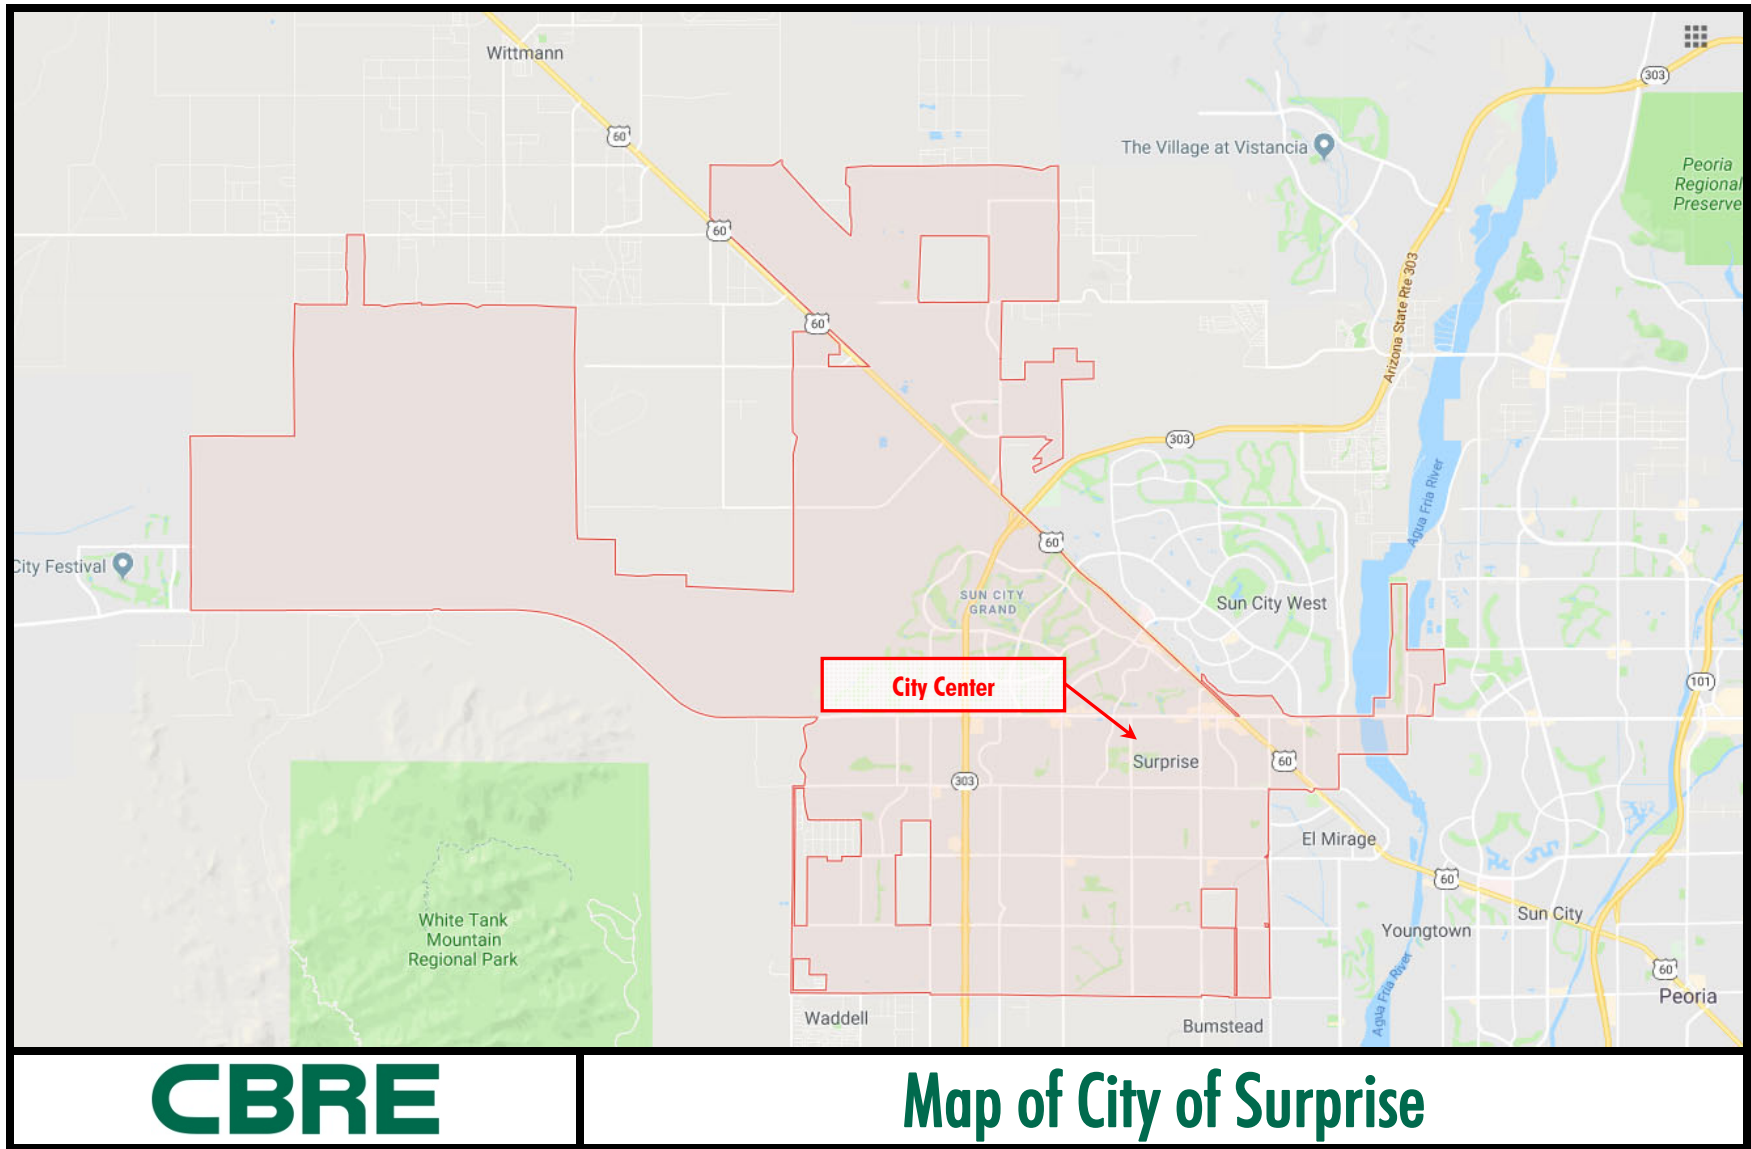 Wittmann
303
60
The Village at Vistancia
Peoria
Regional
Preserve
60
60
Arizona State Rte 303
303
Agua Fria River
60
City Festival
SUN CITY
GRAND
Sun City West
City Center
101
Surprise
60
303
El Mirage
60
White Tank
Mountain
Regional Park
Sun City
Youngtown
60
Agua Fria River
Peoria
Waddell
Bumstead
CBRE
Map of City of Surprise